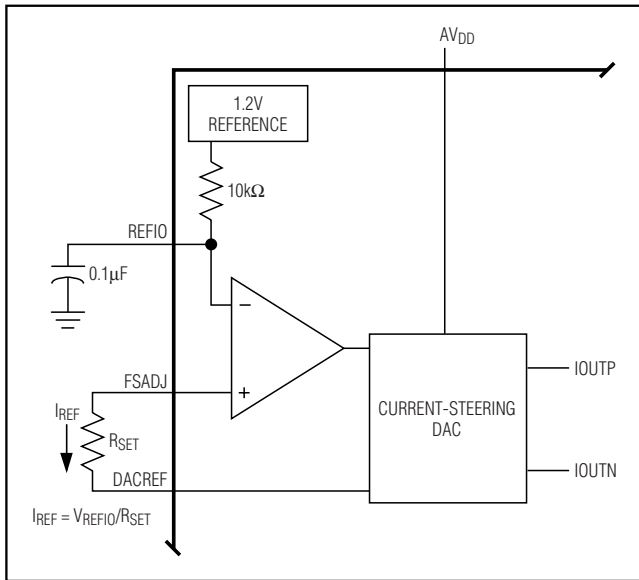 AVDD
1.2V
REFERENCE
10kΩ
REFIO
0.1µF
−
+
FSADJ
IREF
RSET
DACREF
CURRENT-STEERING
DAC
IOUTP
IOUTN
IREF = VREFIO/RSET